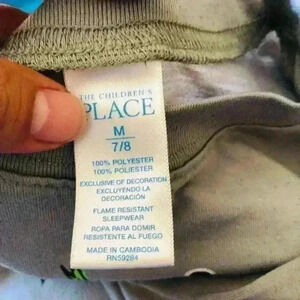 THE CHILDREN'S
PLACE
M
7/8
100% POLYESTER
100% POLIESTER
EXCLUSIVE OF DECORATION
EXCLUYENDO LA
DECORACIÓN
FLAME RESISTANT
SLEEPWEAR
ROPA PARA DORMIR
RESISTENTE AL FUEGO
MADE IN CAMBODIA
RN59284